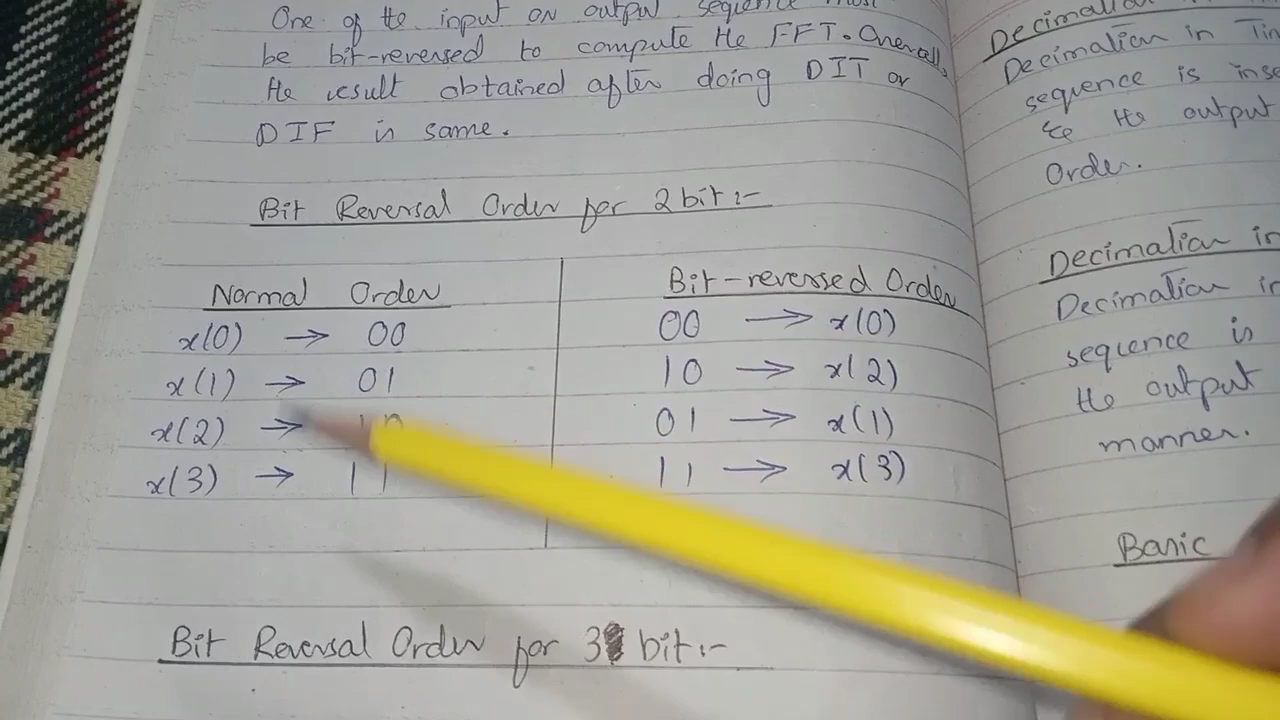 One of the input or output sequence must
be bit-reversed to compute the FFT. Overall,
the result obtained after doing DIT or
DIF is same.
Bit Reversal Order for 2 bit :-
Normal Order
x(0) → 00
x(1) → 01
x(2) → 10
x(3) → 11
Bit-reversed Order
00 → x(0)
10 → x(2)
01 → x(1)
11 → x(3)
Bit Reversal Order for 3 bit :-
Decimation in
Decimation in Tim
sequence is inse
the output
Order.
Decimation in
Decimation in
sequence is
the output
manner.
Basic